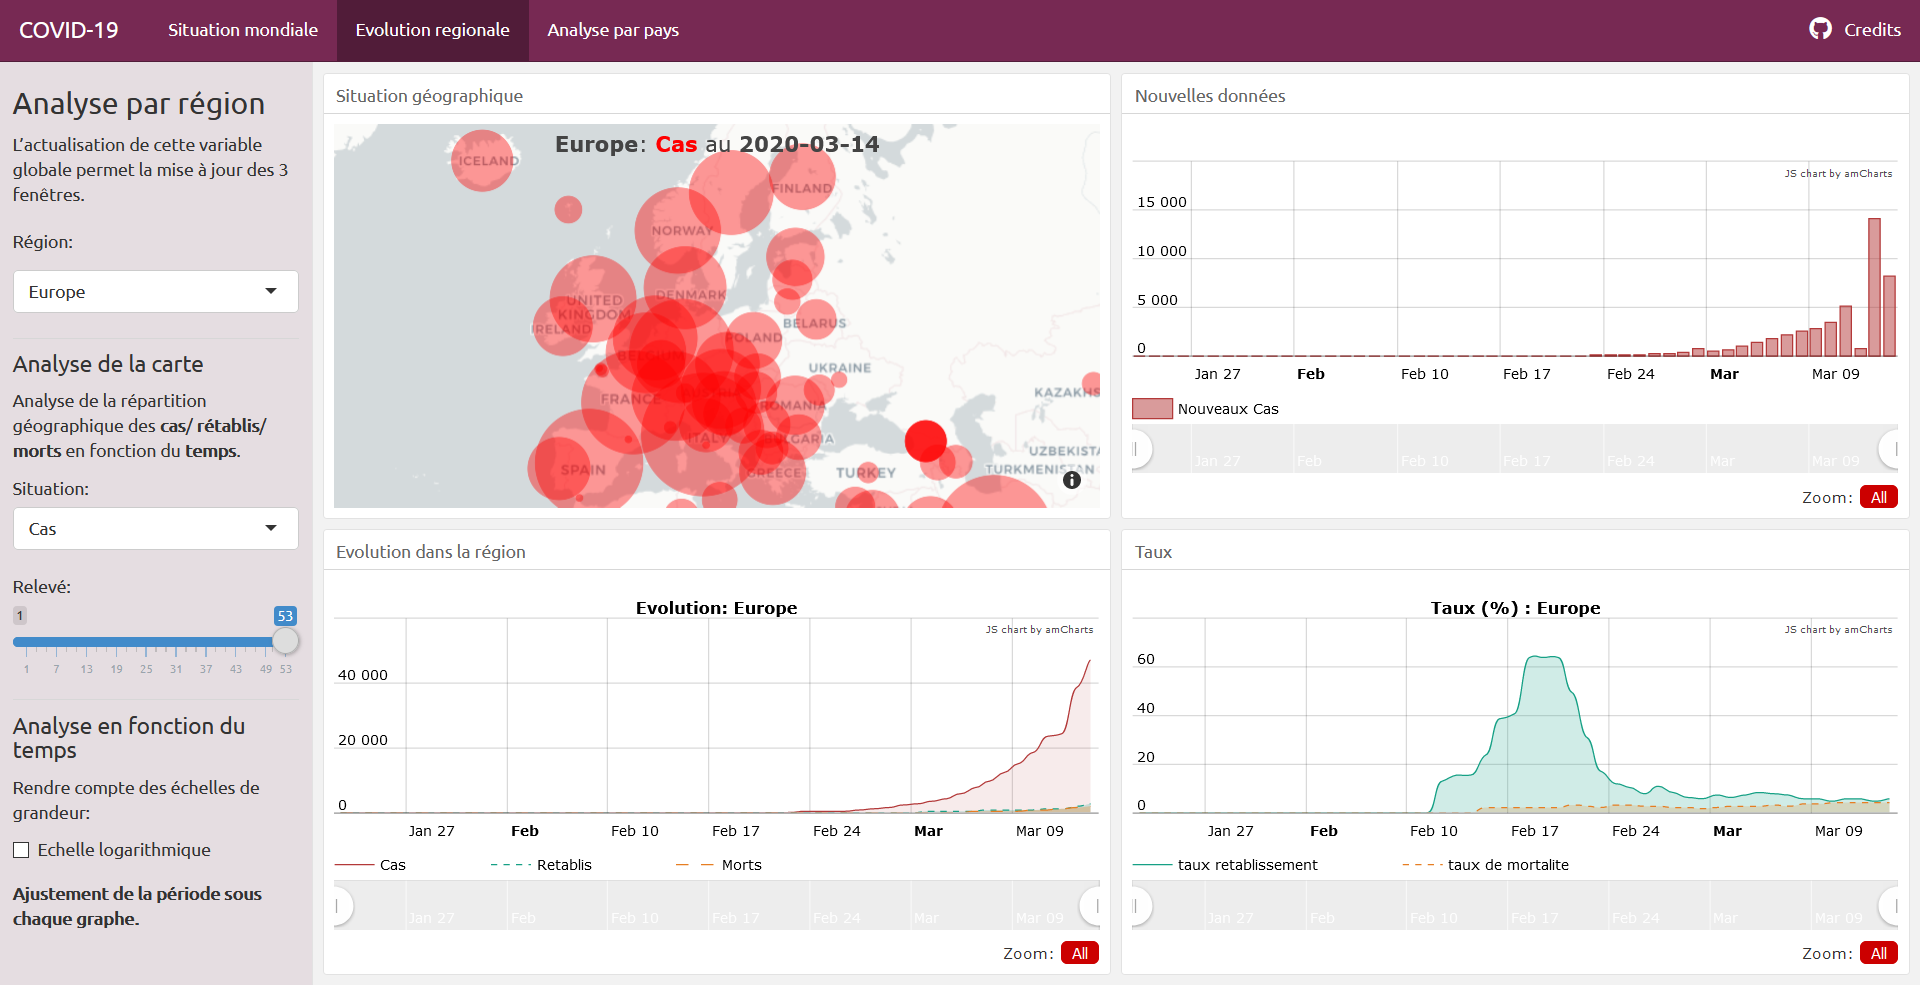 COVID-19
Situation mondiale
Evolution regionale
Analyse par pays
Credits
Analyse par région
L’actualisation de cette variable
globale permet la mise à jour des 3
fenêtres.
Région:
Europe
Analyse de la carte
Analyse de la répartition
géographique des cas/ rétablis/
morts en fonction du temps.
Situation:
Cas
Relevé:
1
53
1 7 13 19 25 31 37 43 49 53
Analyse en fonction du
temps
Rendre compte des échelles de
grandeur:
Echelle logarithmique
Ajustement de la période sous
chaque graphe.
Situation géographique
Europe: Cas au 2020-03-14
ICELAND
FINLAND
NORWAY
DENMARK
UNITED
KINGDOM
IRELAND
BELARUS
POLAND
BELGIUM
UKRAINE
FRANCE
AUSTRIA
ROMANIA
KAZAKHS
ITALY
BULGARIA
UZBEKISTA
SPAIN
GREECE
TURKEY
TURKMENISTAN
Nouvelles données
JS chart by amCharts
15 000
10 000
5 000
0
Jan 27 Feb Feb 10 Feb 17 Feb 24 Mar Mar 09
Nouveaux Cas
Jan 27 Feb Feb 10 Feb 17 Feb 24 Mar Mar 09
Zoom: All
Evolution dans la région
Evolution: Europe
JS chart by amCharts
40 000
20 000
0
Jan 27 Feb Feb 10 Feb 17 Feb 24 Mar Mar 09
Cas Retablis Morts
Jan 27 Feb Feb 10 Feb 17 Feb 24 Mar Mar 09
Zoom: All
Taux
Taux (%) : Europe
JS chart by amCharts
60
40
20
0
Jan 27 Feb Feb 10 Feb 17 Feb 24 Mar Mar 09
taux retablissement taux de mortalite
Jan 27 Feb Feb 10 Feb 17 Feb 24 Mar Mar 09
Zoom: All